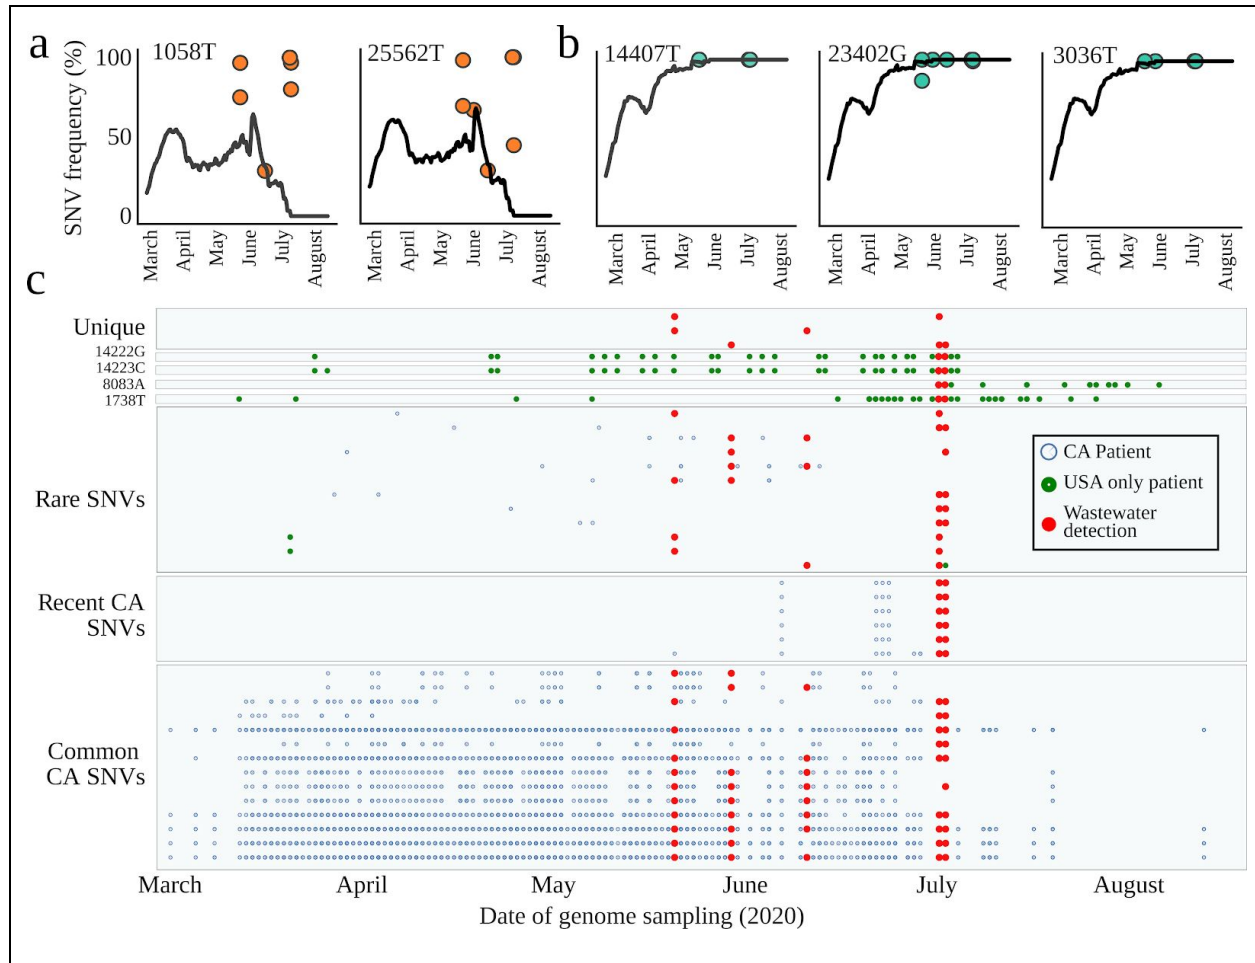 a
b
1058T
25562T
14407T
23402G
3036T
SNV frequency (%)
100
50
0
March
April
May
June
July
August
March
April
May
June
July
August
March
April
May
June
July
August
March
April
May
June
July
August
March
April
May
June
July
August
c
Unique
14222G
14223C
8083A
1738T
Rare SNVs
Recent CA
SNVs
Common
CA SNVs
CA Patient
USA only patient
Wastewater
detection
March
April
May
June
July
August
Date of genome sampling (2020)